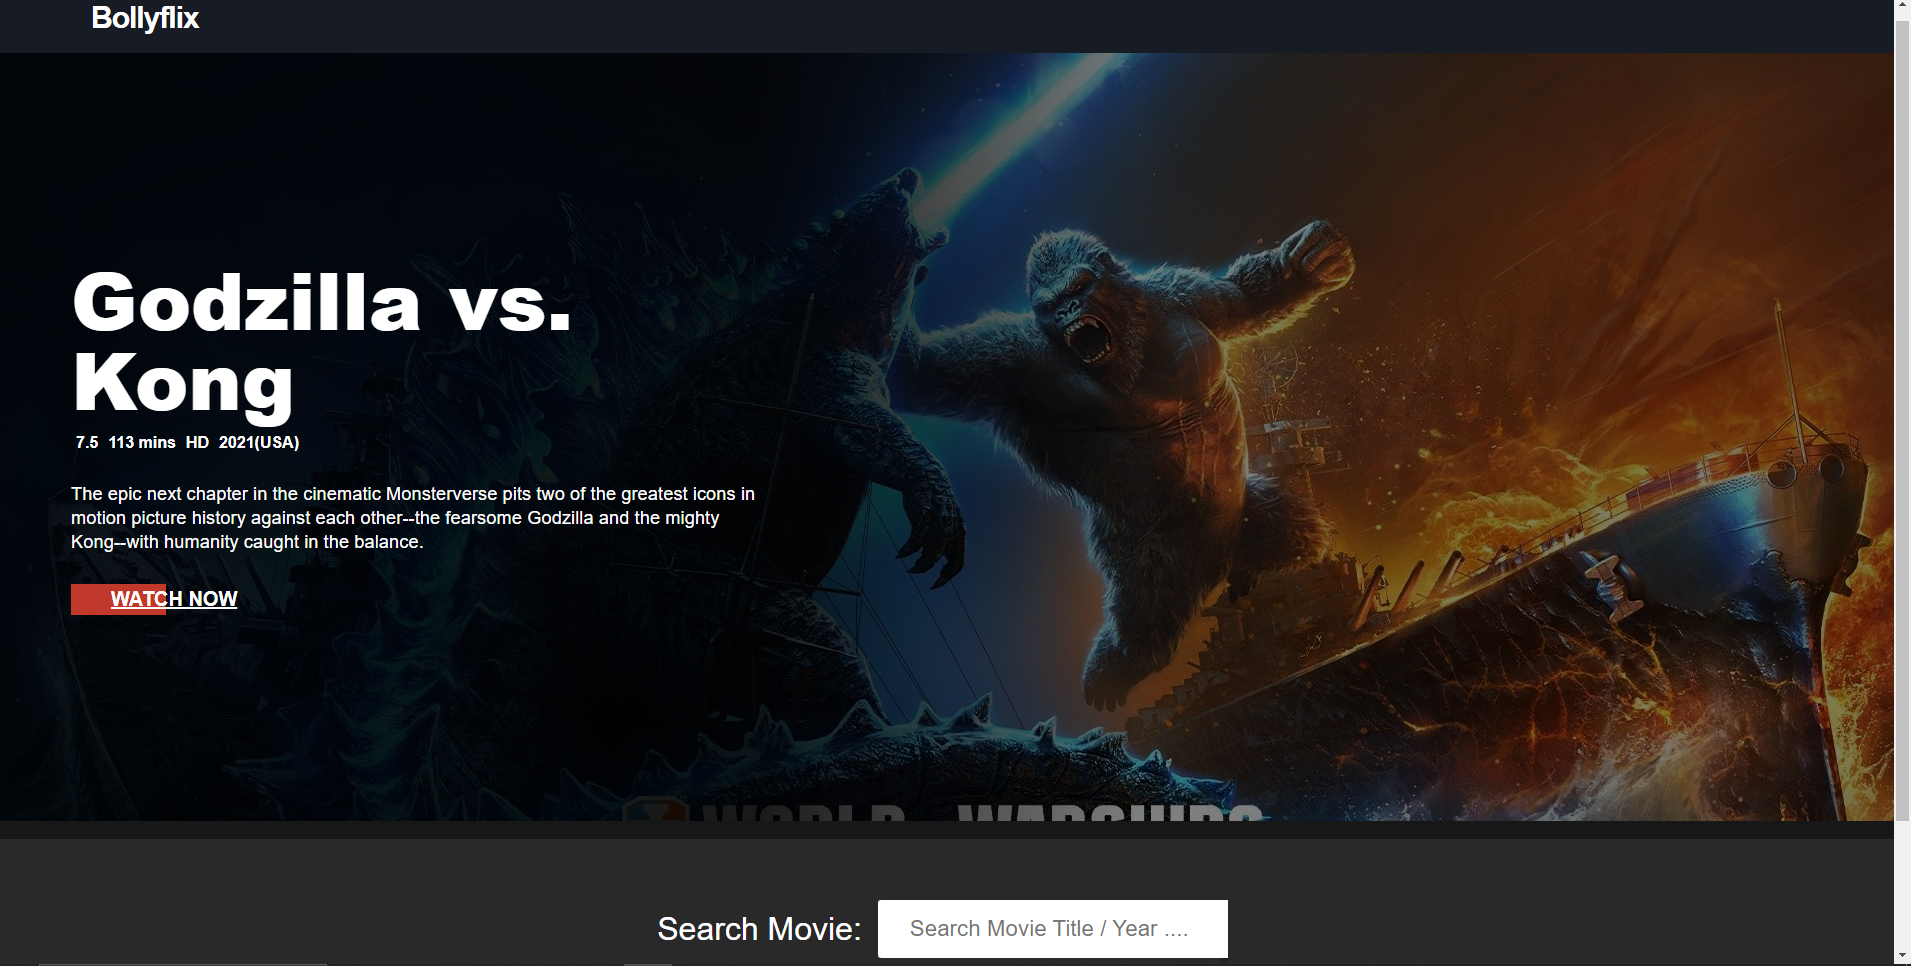 Bollyflix
Godzilla vs.
Kong
7.5 113 mins HD 2021(USA)
The epic next chapter in the cinematic Monsterverse pits two of the greatest icons in
motion picture history against each other--the fearsome Godzilla and the mighty
Kong--with humanity caught in the balance.
WATCH NOW
WORLD WARSHIPS
Search Movie: Search Movie Title / Year ....